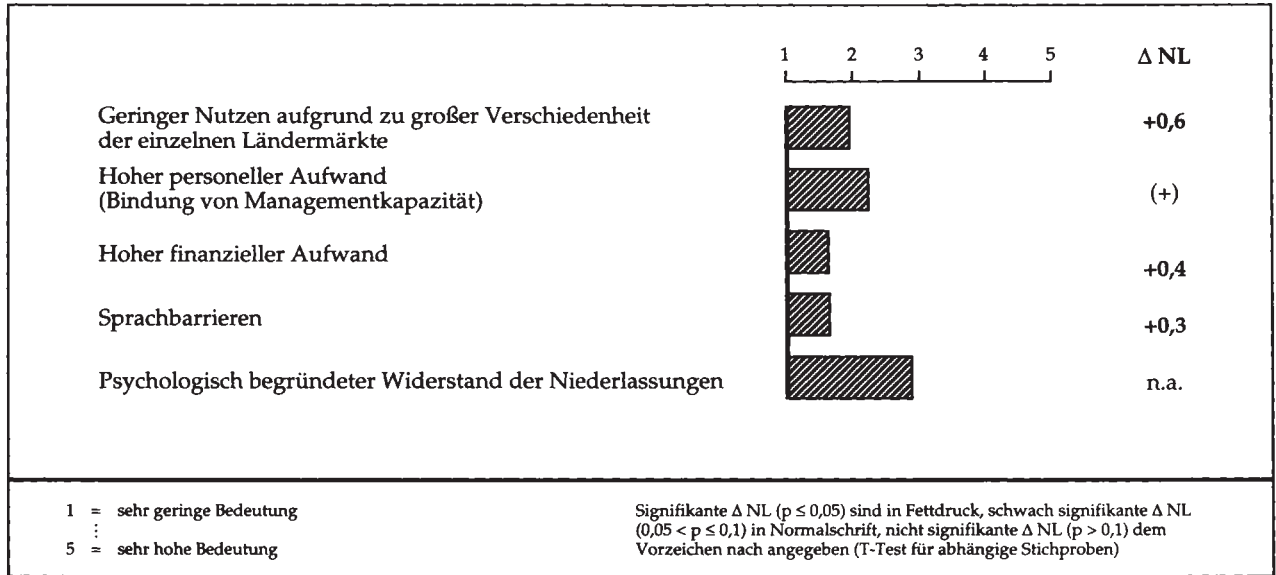 1 2 3 4 5 Δ NL
Geringer Nutzen aufgrund zu großer Verschiedenheit
der einzelnen Ländermärkte
+0,6
Hoher personeller Aufwand
(Bindung von Managementkapazität)
(+)
Hoher finanzieller Aufwand
+0,4
Sprachbarrieren
+0,3
Psychologisch begründeter Widerstand der Niederlassungen
n.a.
1 = sehr geringe Bedeutung
⋮
5 = sehr hohe Bedeutung
Signifikante Δ NL (p ≤ 0,05) sind in Fettdruck, schwach signifikante Δ NL
(0,05 < p ≤ 0,1) in Normalschrift, nicht signifikante Δ NL (p > 0,1) dem
Vorzeichen nach angegeben (T-Test für abhängige Stichproben)